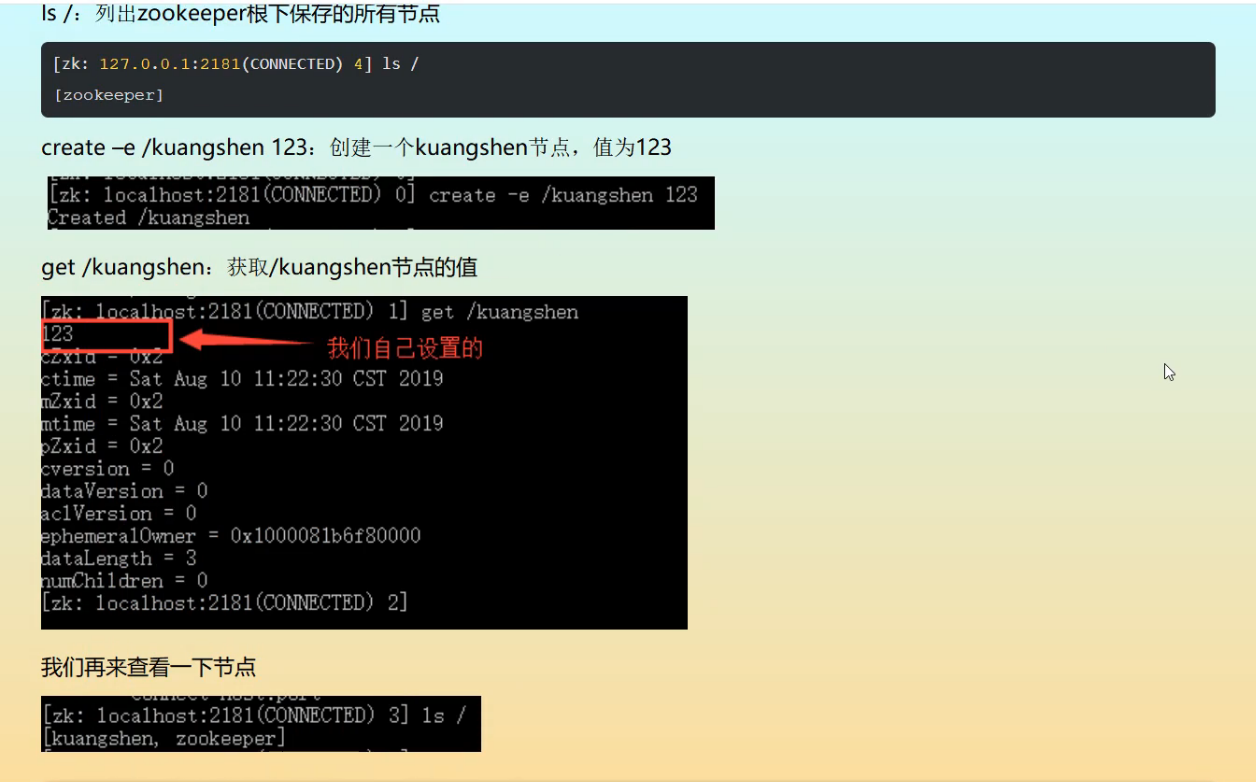 ls /：列出zookeeper根下保存的所有节点
[zk: 127.0.0.1:2181(CONNECTED) 4] ls /
[zookeeper]
create –e /kuangshen 123：创建一个kuangshen节点，值为123
[zk: localhost:2181(CONNECTED) 0] create -e /kuangshen 123
Created /kuangshen
get /kuangshen：获取/kuangshen节点的值
[zk: localhost:2181(CONNECTED) 1] get /kuangshen
123
我们自己设置的
cZxid = 0x2
ctime = Sat Aug 10 11:22:30 CST 2019
mZxid = 0x2
mtime = Sat Aug 10 11:22:30 CST 2019
pZxid = 0x2
cversion = 0
dataVersion = 0
aclVersion = 0
ephemeralOwner = 0x1000081b6f80000
dataLength = 3
numChildren = 0
[zk: localhost:2181(CONNECTED) 2]
我们再来查看一下节点
[zk: localhost:2181(CONNECTED) 3] ls /
[kuangshen, zookeeper]